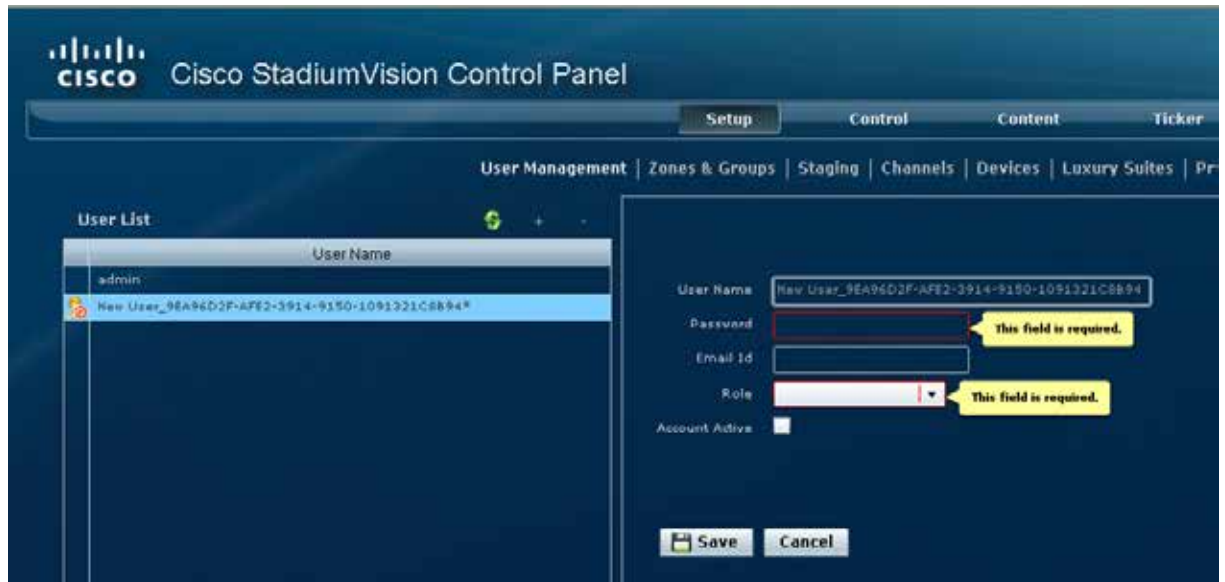 CISCO Cisco StadiumVision Control Panel
Setup Control Content Ticker
User Management | Zones & Groups | Staging | Channels | Devices | Luxury Suites | Pr
User List + -
User Name
admin
New User_9EA96D2F-AFE2-3914-9150-1091321C8B94*
User Name New User_9EA96D2F-AFE2-3914-9150-1091321C8B94
Password This field is required.
Email Id
Role This field is required.
Account Active
Save Cancel